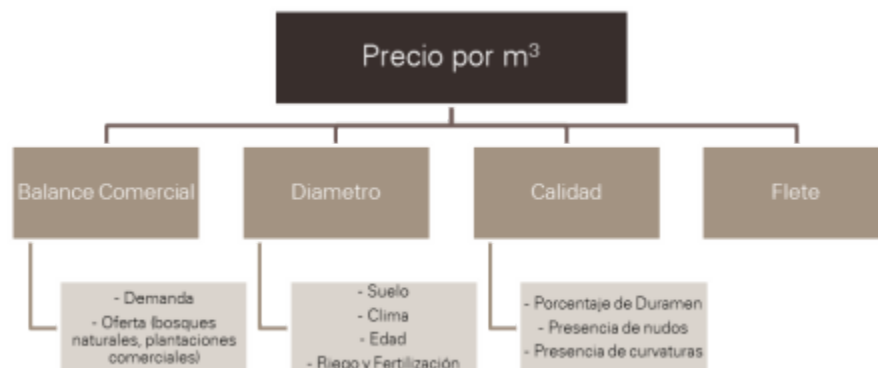 Precio por m³
Balance Comercial
Diametro
Calidad
Flete
- Demanda
- Oferta (bosques
naturales, plantaciones
comerciales)
- Suelo
- Clima
- Edad
- Riego y Fertilización
- Porcentaje de Duramen
- Presencia de nudos
- Presencia de curvaturas